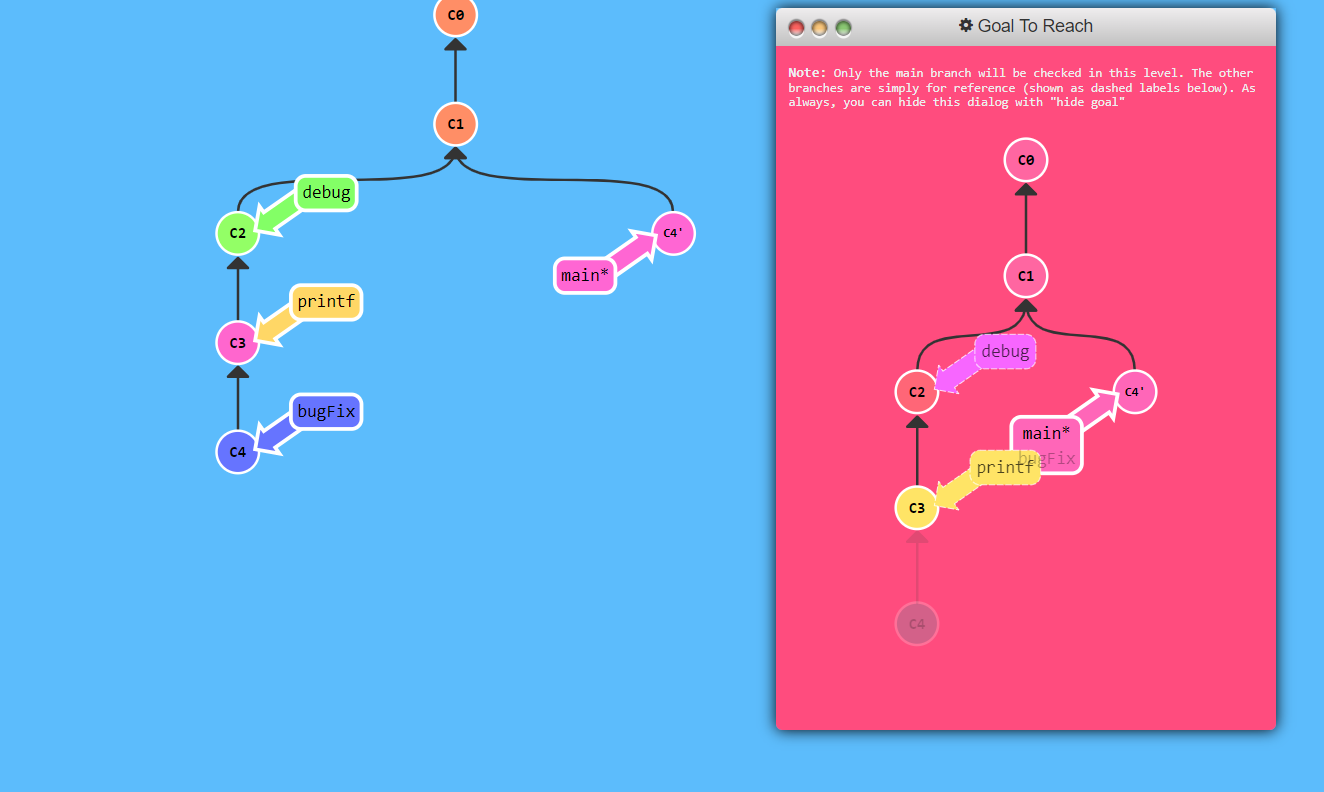 C0
C1
debug
C2
C4'
main*
printf
C3
bugFix
C4
Goal To Reach
Note: Only the main branch will be checked in this level. The other
branches are simply for reference (shown as dashed labels below). As
always, you can hide this dialog with "hide goal"
C0
C1
debug
C2
C4'
main*
bugFix
printf
C3
C4